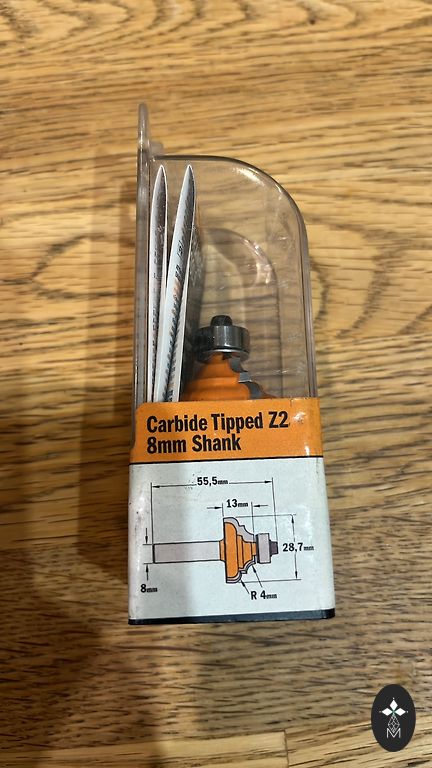 Carbide Tipped Z2
8mm Shank
55,5mm
13mm
28,7mm
8mm
R 4mm